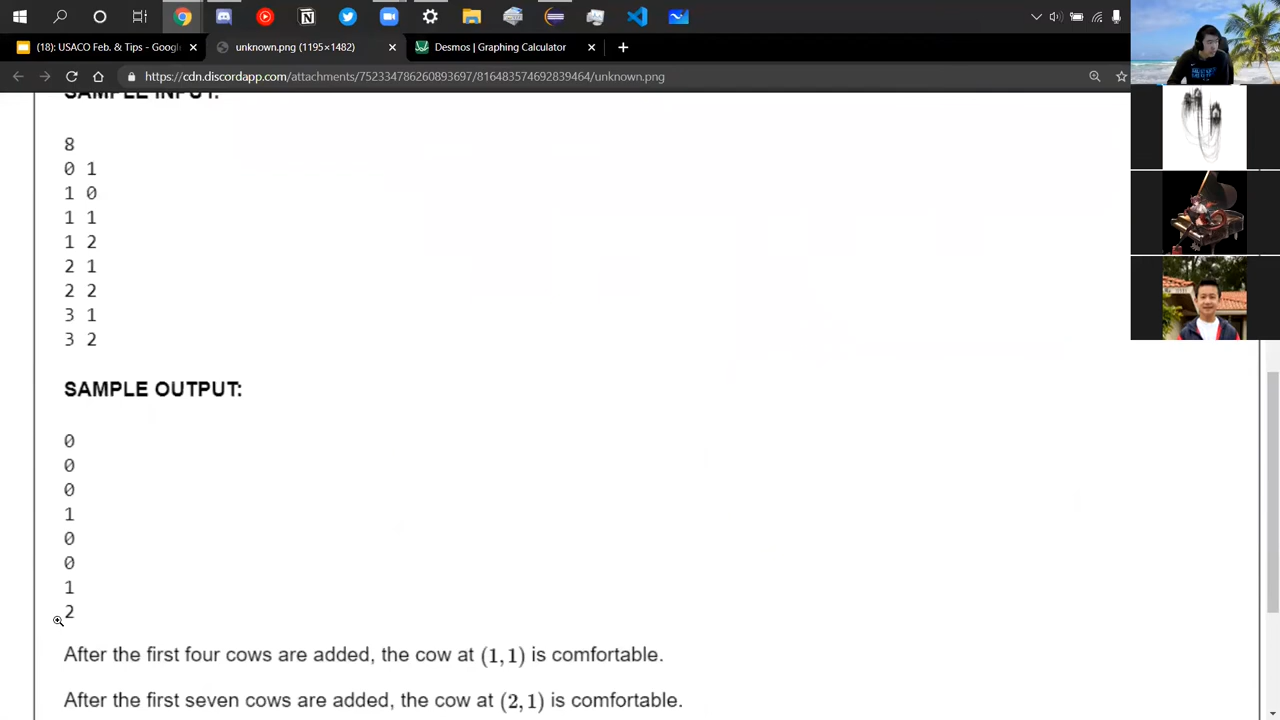 (18): USACO Feb. & Tips - Googl
unknown.png (1195×1482)
Desmos | Graphing Calculator
https://cdn.discordapp.com/attachments/752334786260893697/816483574692839464/unknown.png
SAMPLE INPUT:
8
0 1
1 0
1 1
1 2
2 1
2 2
3 1
3 2
SAMPLE OUTPUT:
0
0
0
1
0
0
1
2
After the first four cows are added, the cow at (1,1) is comfortable.
After the first seven cows are added, the cow at (2,1) is comfortable.